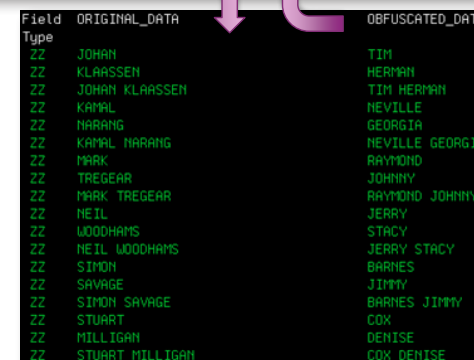 Field ORIGINAL_DATA OBFUSCATED_DAT
Type
ZZ JOHAN TIM
ZZ KLAASSEN HERMAN
ZZ JOHAN KLAASSEN TIM HERMAN
ZZ KAMAL NEVILLE
ZZ NARANG GEORGIA
ZZ KAMAL NARANG NEVILLE GEORGI
ZZ MARK RAYMOND
ZZ TREGEAR JOHNNY
ZZ MARK TREGEAR RAYMOND JOHNNY
ZZ NEIL JERRY
ZZ WOODHAMS STACY
ZZ NEIL WOODHAMS JERRY STACY
ZZ SIMON BARNES
ZZ SAVAGE JIMMY
ZZ SIMON SAVAGE BARNES JIMMY
ZZ STUART COX
ZZ MILLIGAN DENISE
ZZ STUART MILLIGAN COX DENISE